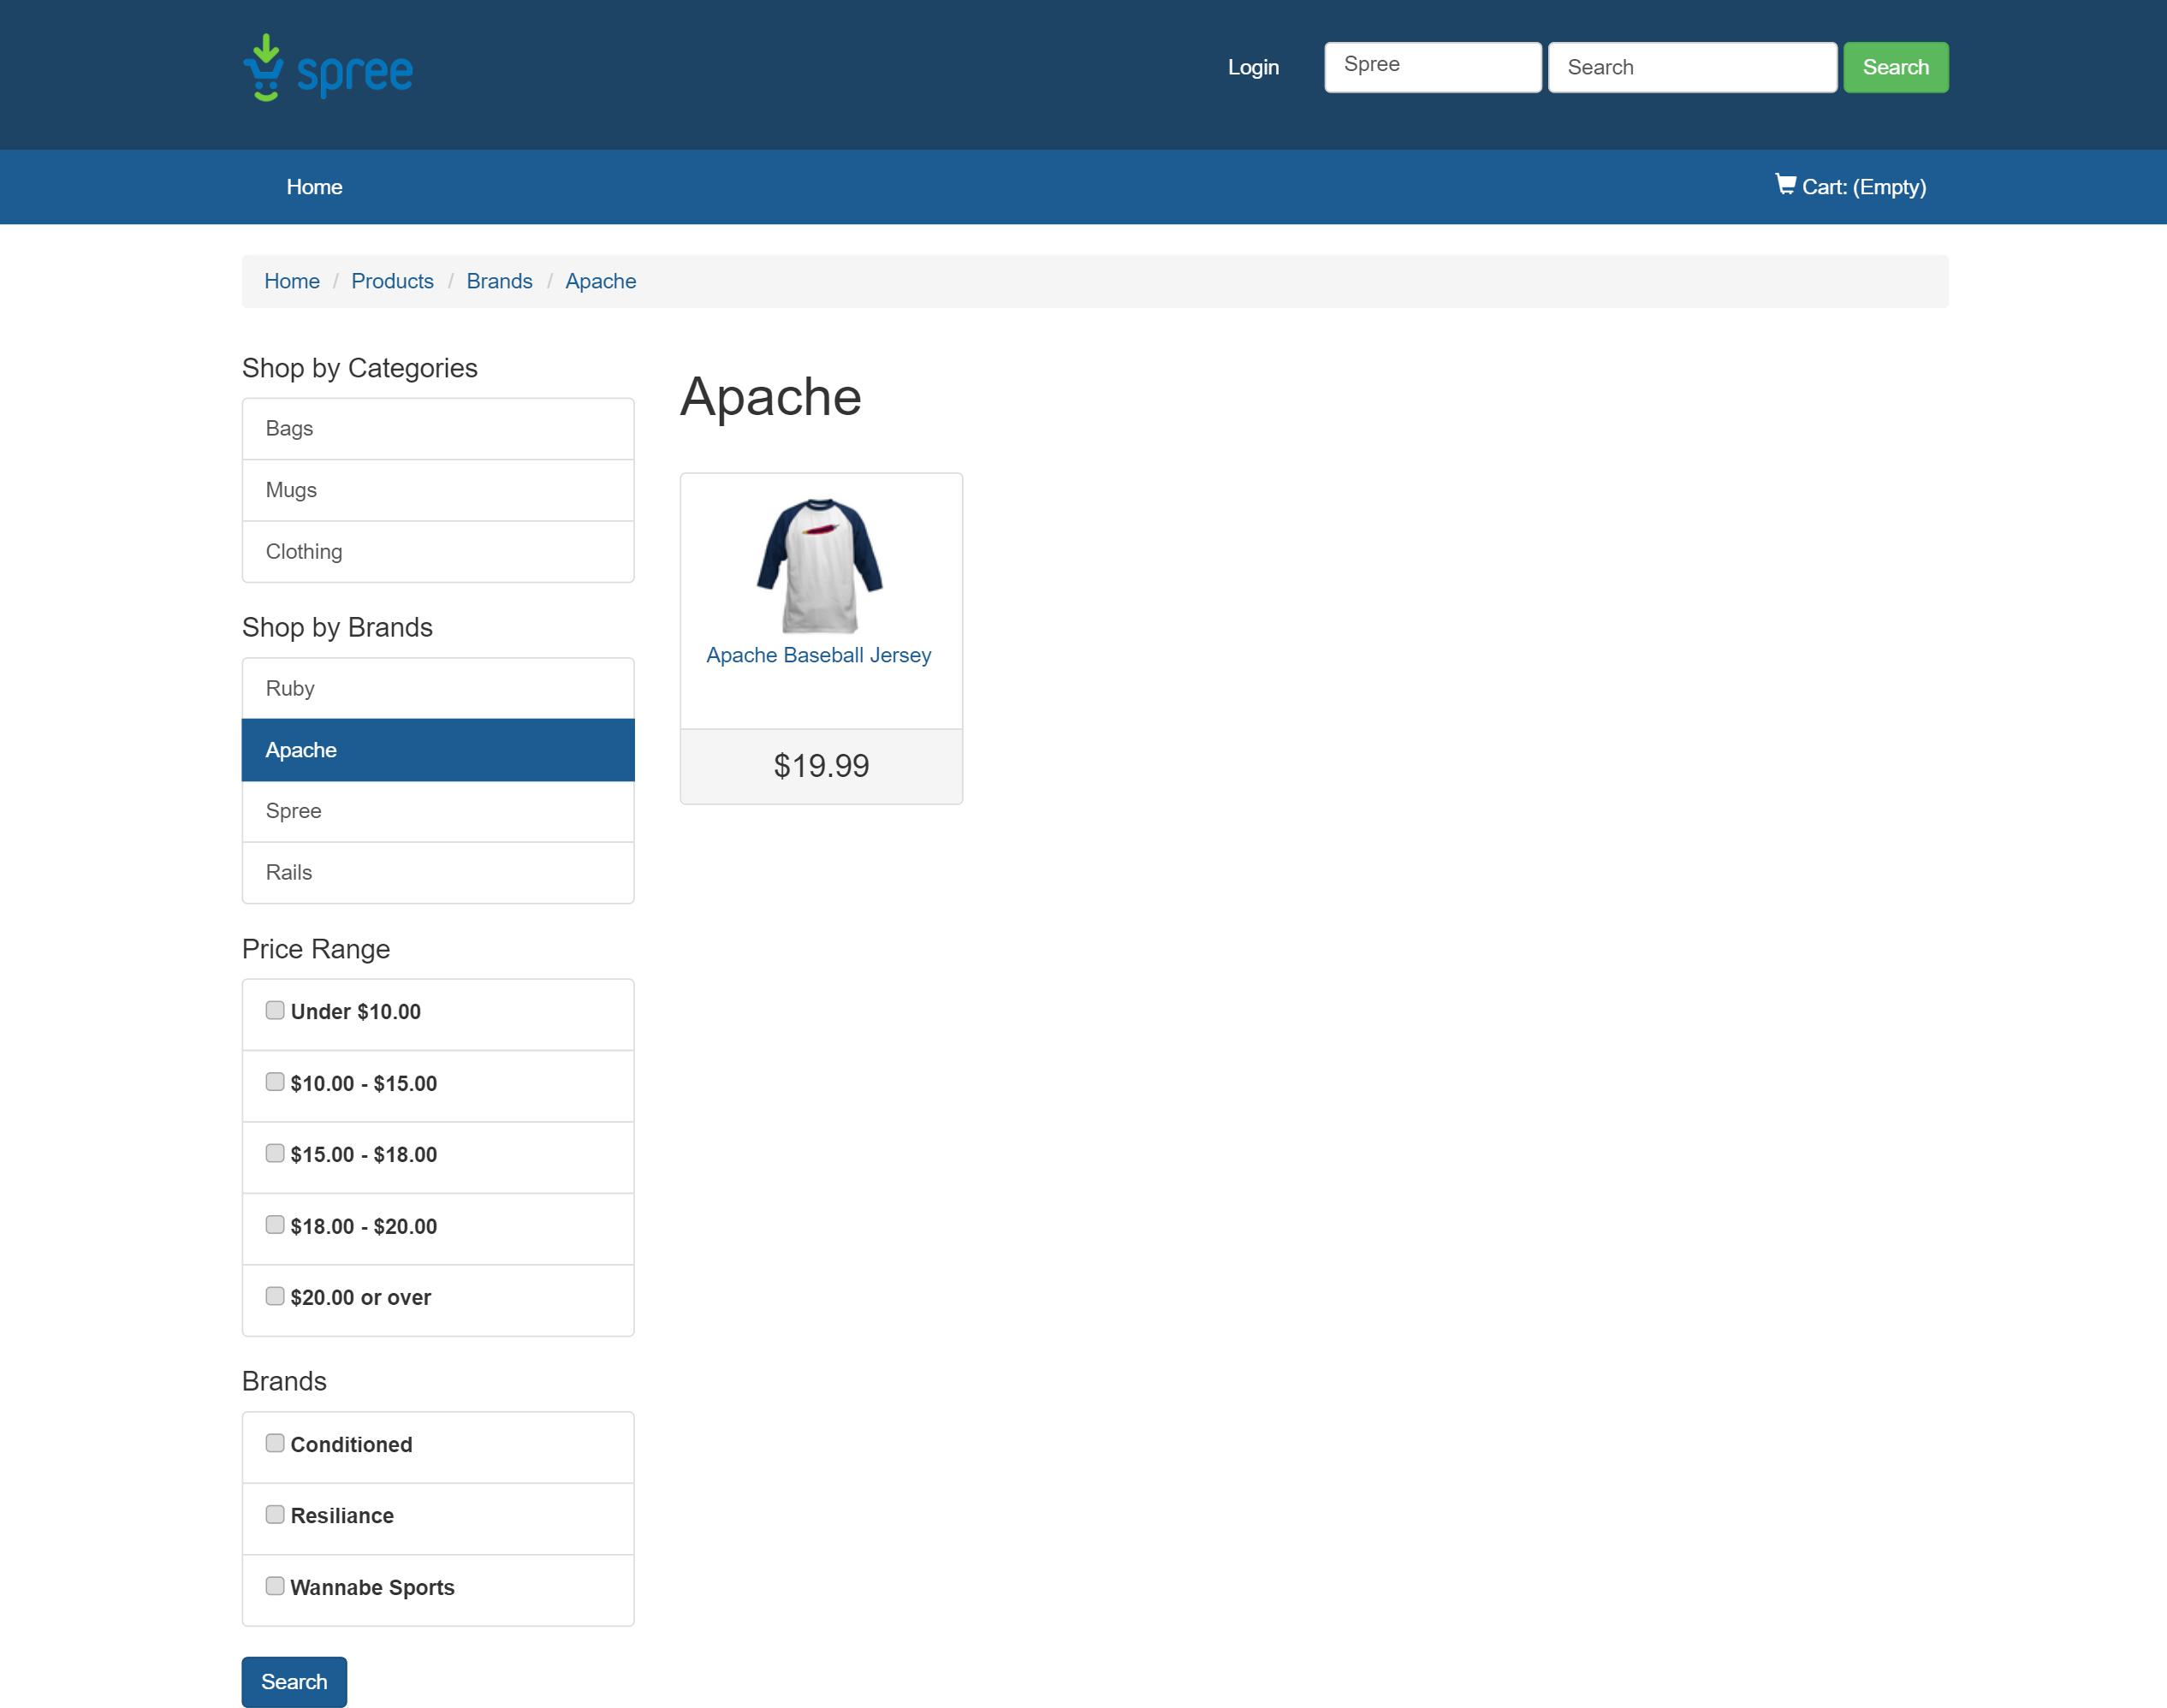 spree
Login
Spree
Search
Search
Home
Cart: (Empty)
Home / Products / Brands / Apache
Shop by Categories
Bags
Mugs
Clothing
Shop by Brands
Ruby
Apache
Spree
Rails
Price Range
Under $10.00
$10.00 - $15.00
$15.00 - $18.00
$18.00 - $20.00
$20.00 or over
Brands
Conditioned
Resiliance
Wannabe Sports
Search
Apache
Apache Baseball Jersey
$19.99